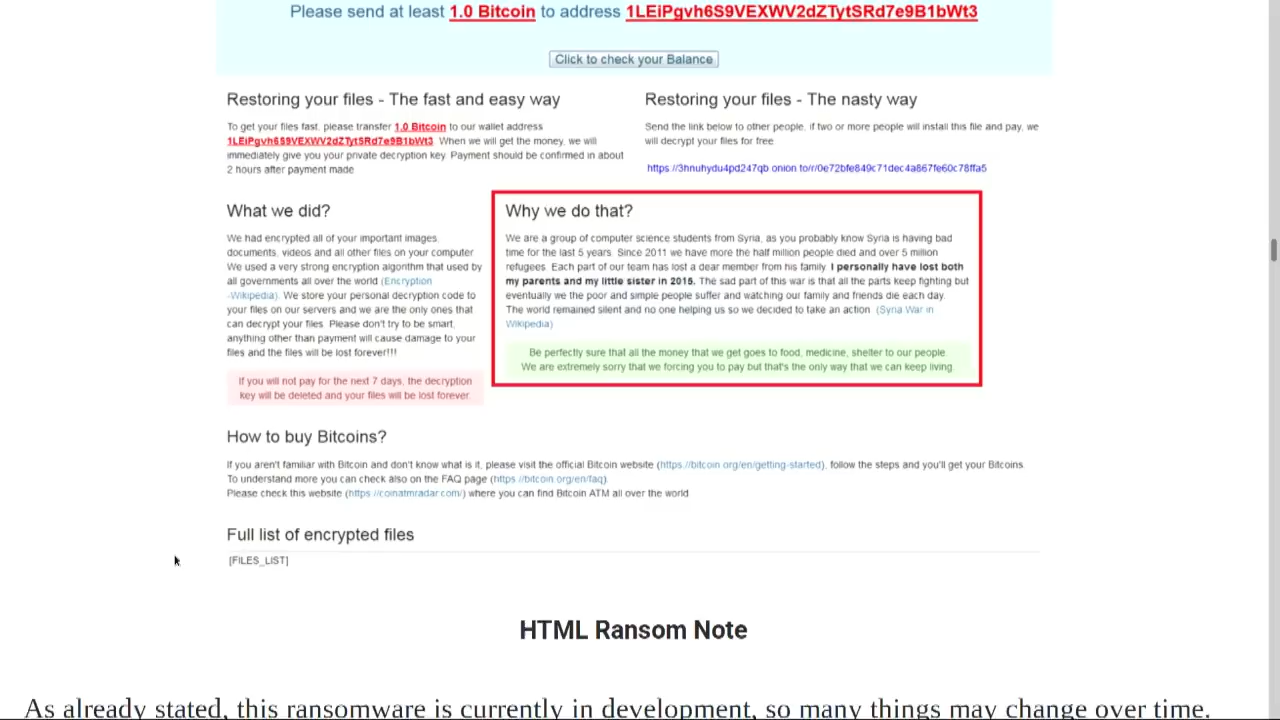 Please send at least 1.0 Bitcoin to address 1LEiPgvh6S9VEXWV2dZTytSRd7e9B1bWt3
Click to check your Balance
Restoring your files - The fast and easy way
To get your files fast, please transfer 1.0 Bitcoin to our wallet address
1LEiPgvh6S9VEXWV2dZTytSRd7e9B1bWt3. When we will get the money, we will
immediately give you your private decryption key. Payment should be confirmed in about
2 hours after payment made
Restoring your files - The nasty way
Send the link below to other people, if two or more people will install this file and pay, we
will decrypt your files for free
https://3hnuhydu4pd247qb.onion.to/r/0e72bfe849c71dec4a867fe60c78ffa5
What we did?
We had encrypted all of your important images,
documents, videos and all other files on your computer
We used a very strong encryption algorithm that used by
all governments all over the world (Encryption
-Wikipedia). We store your personal decryption code to
your files on our servers and we are the only ones that
can decrypt your files. Please don't try to be smart,
anything other than payment will cause damage to your
files and the files will be lost forever!!!
If you will not pay for the next 7 days, the decryption
key will be deleted and your files will be lost forever.
Why we do that?
We are a group of computer science students from Syria, as you probably know Syria is having bad
time for the last 5 years. Since 2011 we have more the half million people died and over 5 million
refugees. Each part of our team has lost a dear member from his family. I personally have lost both
my parents and my little sister in 2015. The sad part of this war is that all the parts keep fighting but
eventually we the poor and simple people suffer and watching our family and friends die each day.
The world remained silent and no one helping us so we decided to take an action. (Syria War in
Wikipedia)
Be perfectly sure that all the money that we get goes to food, medicine, shelter to our people.
We are extremely sorry that we forcing you to pay but that's the only way that we can keep living.
How to buy Bitcoins?
If you aren't familiar with Bitcoin and don't know what is it, please visit the official Bitcoin website (https://bitcoin.org/en/getting-started), follow the steps and you'll get your Bitcoins.
To understand more you can check also on the FAQ page (https://bitcoin.org/en/faq)
Please check this website (https://coinatmradar.com/) where you can find Bitcoin ATM all over the world
Full list of encrypted files
[FILES_LIST]
HTML Ransom Note
As already stated, this ransomware is currently in development, so many things may change over time.